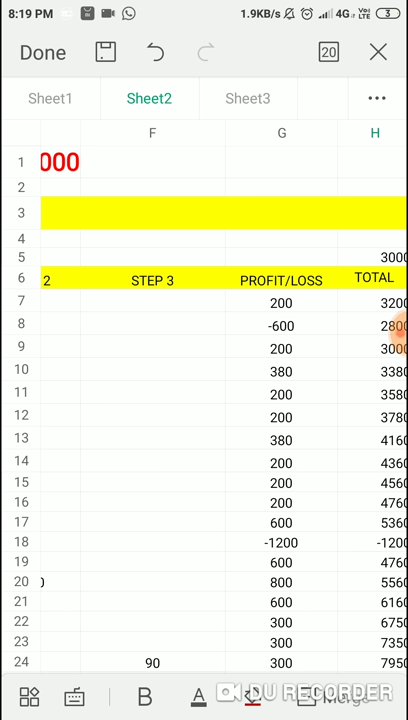 8:19 PM 1.9KB/s 4G VoLTE 3
Done 20
Sheet1 Sheet2 Sheet3
F G H
1 000
2
3
4
5 3000
6 2 STEP 3 PROFIT/LOSS TOTAL
7 200 3200
8 -600 2800
9 200 3000
10 380 3380
11 200 3580
12 200 3780
13 380 4160
14 200 4360
15 200 4560
16 200 4760
17 600 5360
18 -1200 -1200
19 600 4760
20 800 5560
21 600 6160
22 300 6750
23 300 7350
24 90 300 7950
B A DU RECORDER Merge